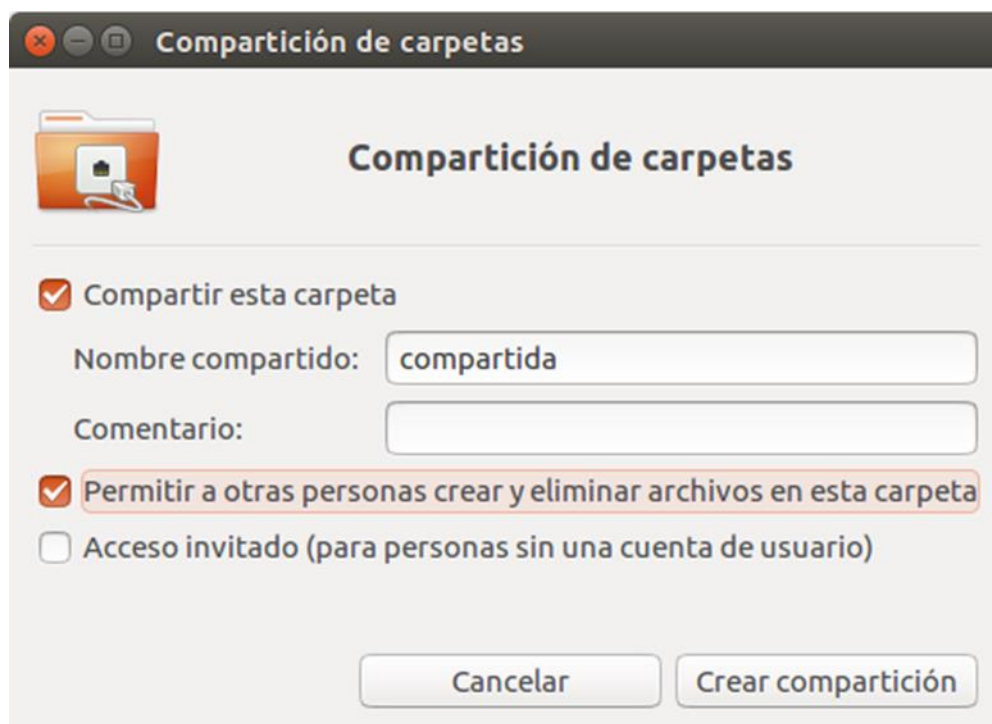 Compartición de carpetas
Compartición de carpetas
Compartir esta carpeta
Nombre compartido: compartida
Comentario:
Permitir a otras personas crear y eliminar archivos en esta carpeta
Acceso invitado (para personas sin una cuenta de usuario)
Cancelar Crear compartición